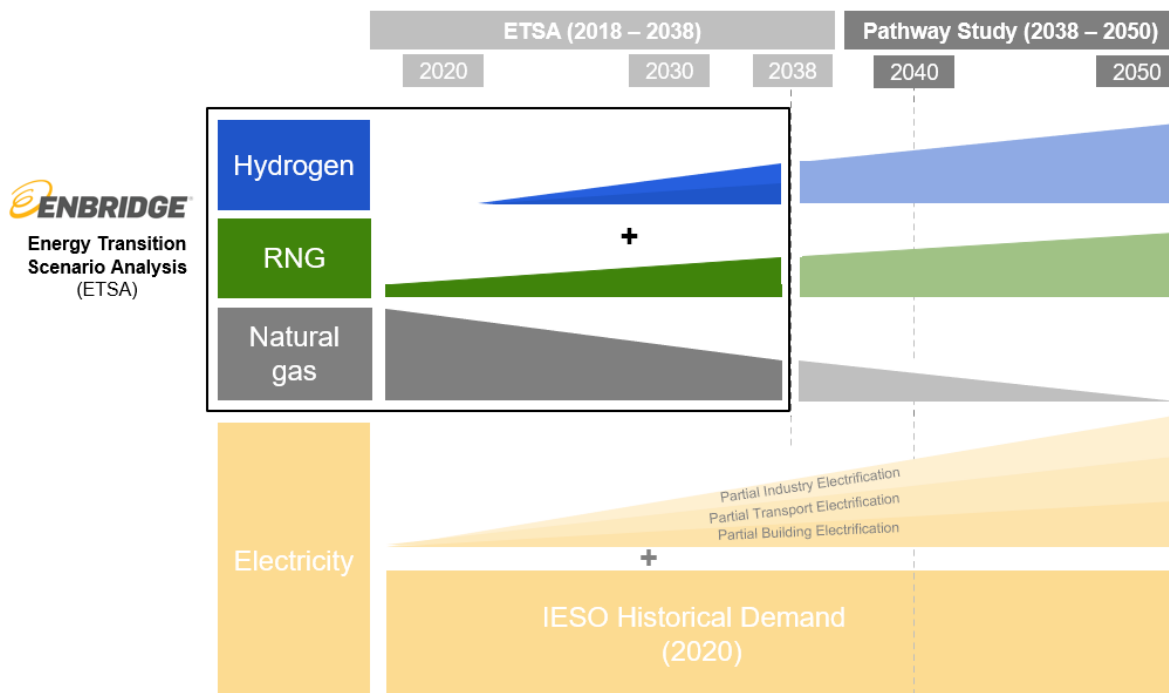 ETSA (2018 – 2038)
Pathway Study (2038 – 2050)
2020
2030
2038
2040
2050
ENBRIDGE
Energy Transition
Scenario Analysis
(ETSA)
Hydrogen
+
RNG
Natural
gas
Partial Industry Electrification
Partial Transport Electrification
Partial Building Electrification
Electricity
+
IESO Historical Demand
(2020)